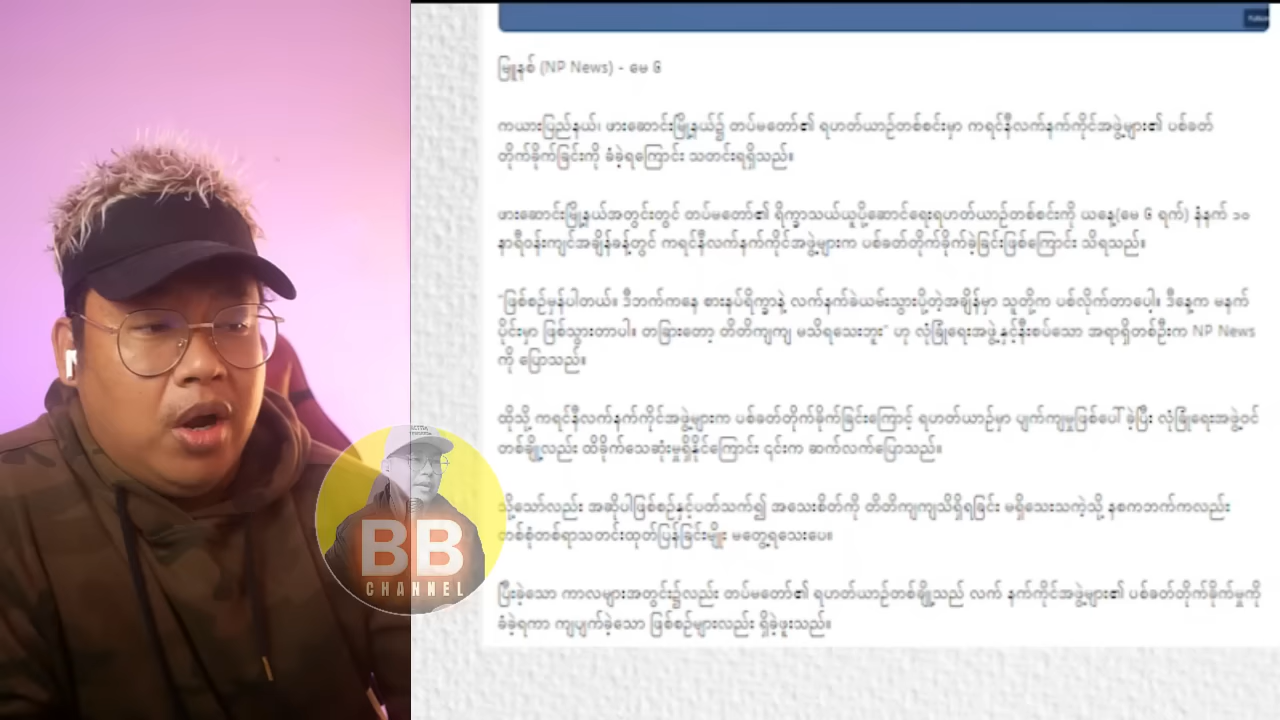 မြူနစ် (NP News) - မေ ၆
ကယားပြည်နယ်၊ ဖားဆောင်းမြို့နယ်၌ တပ်မတော်၏ ရဟတ်ယာဉ်တစ်စင်းမှာ ကရင်နီလက်နက်ကိုင်အဖွဲ့များ၏ ပစ်ခတ်
တိုက်ခိုက်ခြင်းကို ခံခဲ့ရကြောင်း သတင်းရရှိသည်။
ဖားဆောင်းမြို့နယ်အတွင်းတွင် တပ်မတော်၏ ရိက္ခာသယ်ယူပို့ဆောင်ရေးရဟတ်ယာဉ်တစ်စင်းကို ယနေ့(မေ ၆ ရက်) နံနက် ၁၀
နာရီဝန်းကျင်အချိန်ခန့်တွင် ကရင်နီလက်နက်ကိုင်အဖွဲ့များက ပစ်ခတ်တိုက်ခိုက်ခဲ့ခြင်းဖြစ်ကြောင်း သိရသည်။
"ဖြစ်စဉ်မှန်ပါတယ်။ ဒီဘက်ကနေ စားနပ်ရိက္ခာနဲ့ လက်နက်ခဲယမ်းသွားပို့တဲ့အချိန်မှာ သူတို့က ပစ်လိုက်တာပေါ့။ ဒီနေ့က မနက်
ပိုင်းမှာ ဖြစ်သွားတာပါ။ တခြားတော့ တိတိကျကျ မသိရသေးဘူး" ဟု လုံခြုံရေးအဖွဲ့နှင့်နီးစပ်သော အရာရှိတစ်ဦးက NP News
ကို ပြောသည်။
ထိုသို့ ကရင်နီလက်နက်ကိုင်အဖွဲ့များက ပစ်ခတ်တိုက်ခိုက်ခြင်းကြောင့် ရဟတ်ယာဉ်မှာ ပျက်ကျမှုဖြစ်ပေါ်ခဲ့ပြီး လုံခြုံရေးအဖွဲ့ဝင်
တစ်ချို့လည်း ထိခိုက်သေဆုံးမှုရှိနိုင်ကြောင်း ၎င်းက ဆက်လက်ပြောသည်။
သို့သော်လည်း အဆိုပါဖြစ်စဉ်နှင့်ပတ်သက်၍ အသေးစိတ်ကို တိတိကျကျသိရှိရခြင်း မရှိသေးသကဲ့သို့ နစကဘက်ကလည်း
တစ်စုံတစ်ရာသတင်းထုတ်ပြန်ခြင်းမျိုး မတွေ့ရသေးပေ။
ပြီးခဲ့သော ကာလများအတွင်း၌လည်း တပ်မတော်၏ ရဟတ်ယာဉ်တစ်ချို့သည် လက် နက်ကိုင်အဖွဲ့များ၏ ပစ်ခတ်တိုက်ခိုက်မှုကို
ခံခဲ့ရကာ ကျပျက်ခဲ့သော ဖြစ်စဉ်များလည်း ရှိခဲ့ဖူးသည်။
BB
CHANNEL